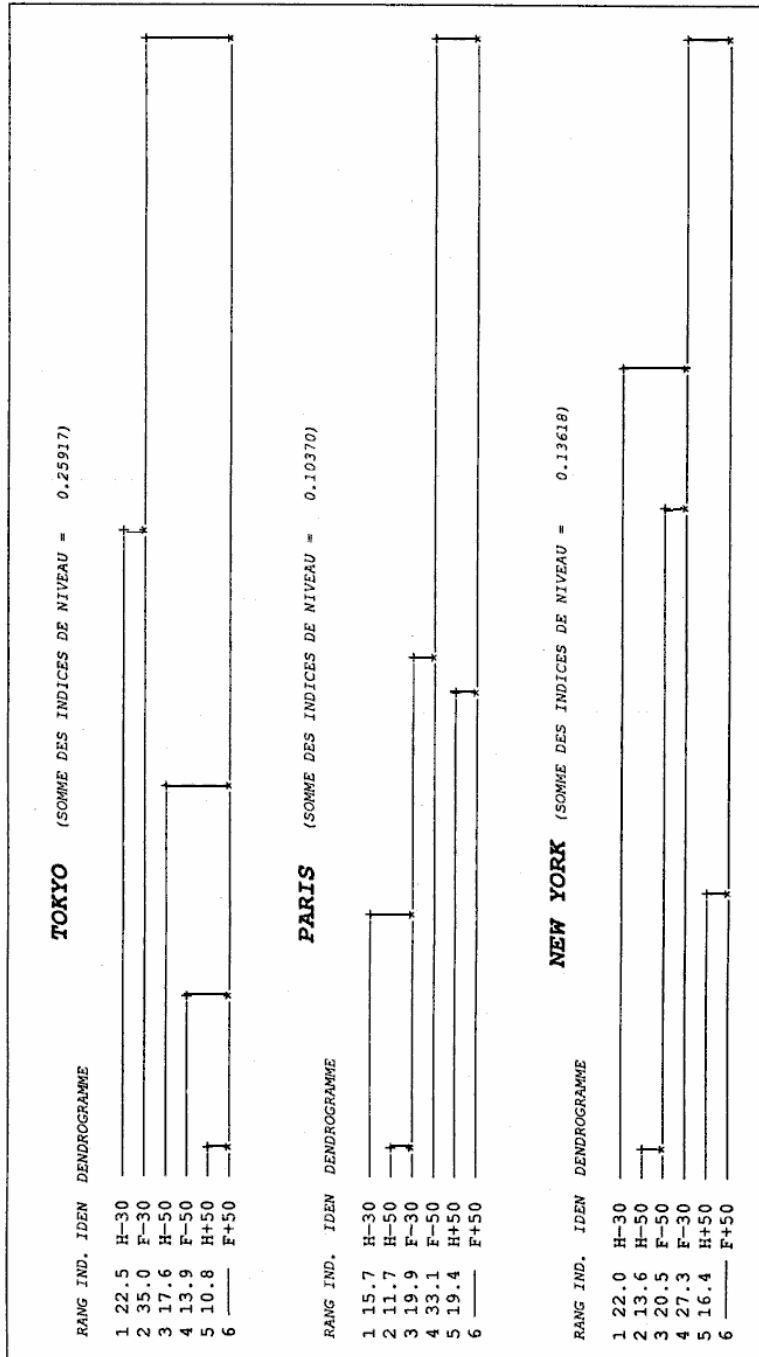 TOKYO (SOMME DES INDICES DE NIVEAU = 0.25917)
RANG IND. IDEN DENDROGRAMME
1 22.5 H-30
2 35.0 F-30
3 17.6 H-50
4 13.9 F-50
5 10.8 H+50
6 F+50
PARIS (SOMME DES INDICES DE NIVEAU = 0.10370)
RANG IND. IDEN DENDROGRAMME
1 15.7 H-30
2 11.7 H-50
3 19.9 F-30
4 33.1 F-50
5 19.4 H+50
6 F+50
NEW YORK (SOMME DES INDICES DE NIVEAU = 0.13618)
RANG IND. IDEN DENDROGRAMME
1 22.0 H-30
2 13.6 H-50
3 20.5 F-50
4 27.3 F-30
5 16.4 H+50
6 F+50